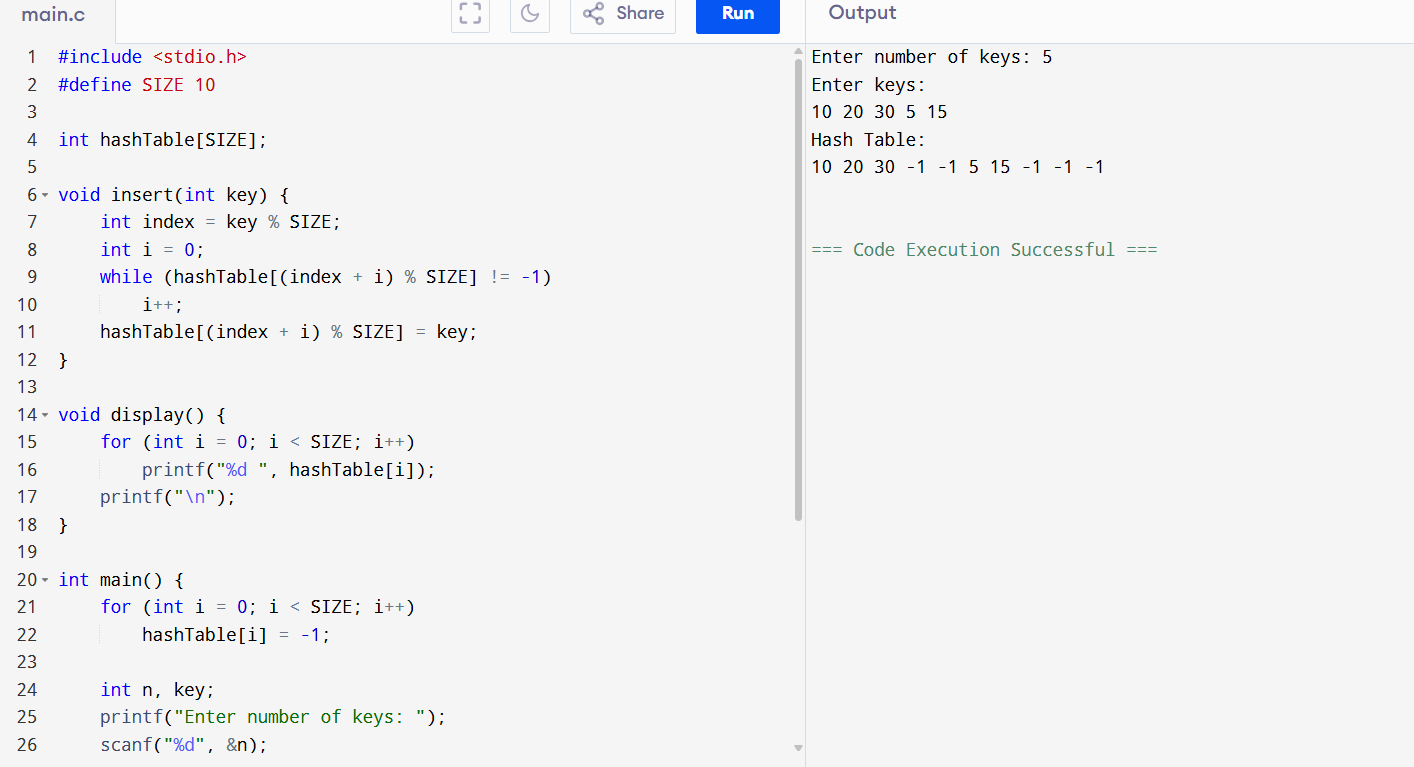 main.c
Share
Run
Output
1 #include <stdio.h>
2 #define SIZE 10
3
4 int hashTable[SIZE];
5
6 void insert(int key) {
7     int index = key % SIZE;
8     int i = 0;
9     while (hashTable[(index + i) % SIZE] != -1)
10         i++;
11     hashTable[(index + i) % SIZE] = key;
12 }
13
14 void display() {
15     for (int i = 0; i < SIZE; i++)
16         printf("%d ", hashTable[i]);
17     printf("\n");
18 }
19
20 int main() {
21     for (int i = 0; i < SIZE; i++)
22         hashTable[i] = -1;
23
24     int n, key;
25     printf("Enter number of keys: ");
26     scanf("%d", &n);
Enter number of keys: 5
Enter keys:
10 20 30 5 15
Hash Table:
10 20 30 -1 -1 5 15 -1 -1 -1
=== Code Execution Successful ===